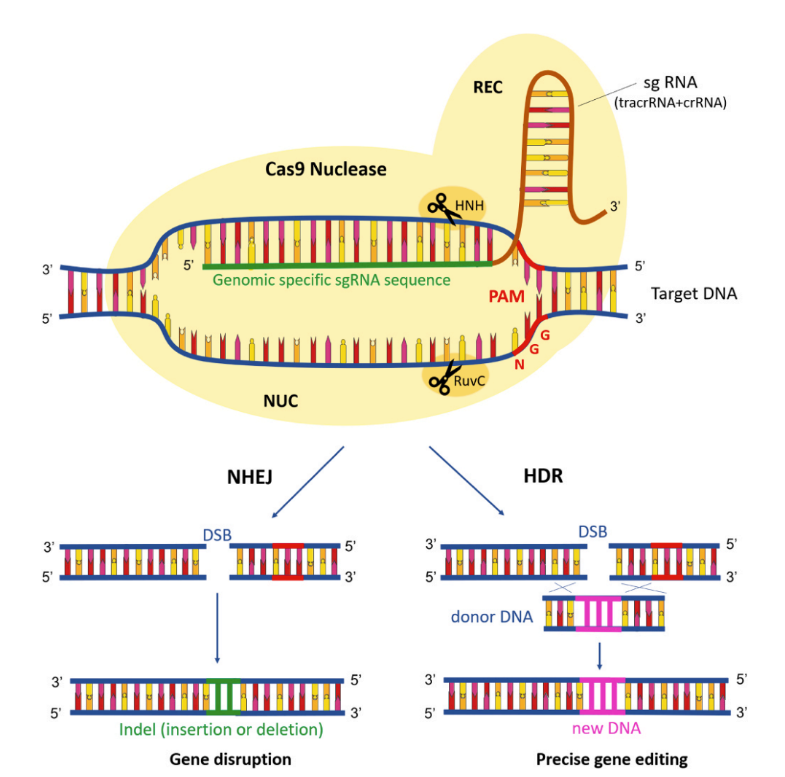 REC
sg RNA
(tracrRNA+crRNA)
Cas9 Nuclease
HNH
3'
3'
5'
5'
Genomic specific sgRNA sequence
PAM
Target DNA
5'
3'
G
G
N
RuvC
NUC
NHEJ
HDR
DSB
3'
5'
5'
3'
DSB
3'
5'
5'
3'
donor DNA
3'
5'
5'
3'
Indel (insertion or deletion)
Gene disruption
3'
5'
5'
3'
new DNA
Precise gene editing